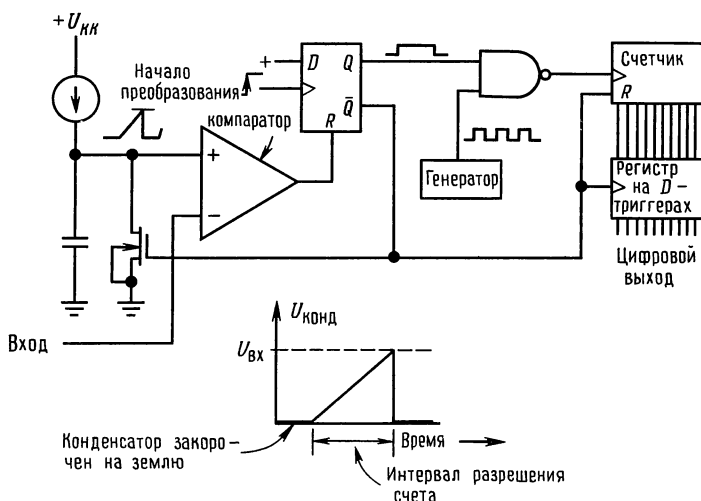 +U_КК
Начало
преобразования
+
D
Q
Q̅
R
компаратор
+
−
Генератор
Счетчик
R
Регистр
на D-
триггерах
Цифровой
выход
Вход
U_конд
U_ВХ
Конденсатор закоро-
чен на землю
Время
Интервал разрешения
счета